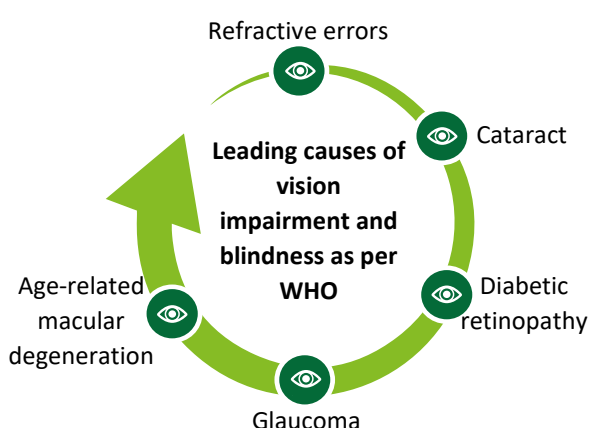 Refractive errors
Cataract
Diabetic
retinopathy
Glaucoma
Age-related
macular
degeneration
Leading causes of
vision
impairment and
blindness as per
WHO